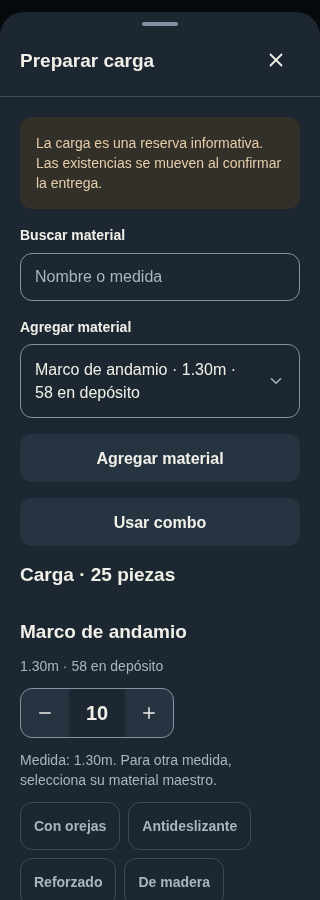 Preparar carga
La carga es una reserva informativa.
Las existencias se mueven al confirmar
la entrega.
Buscar material
Nombre o medida
Agregar material
Marco de andamio · 1.30m ·
58 en depósito
Agregar material
Usar combo
Carga · 25 piezas
Marco de andamio
1.30m · 58 en depósito
− 10 +
Medida: 1.30m. Para otra medida,
selecciona su material maestro.
Con orejas Antideslizante
Reforzado De madera